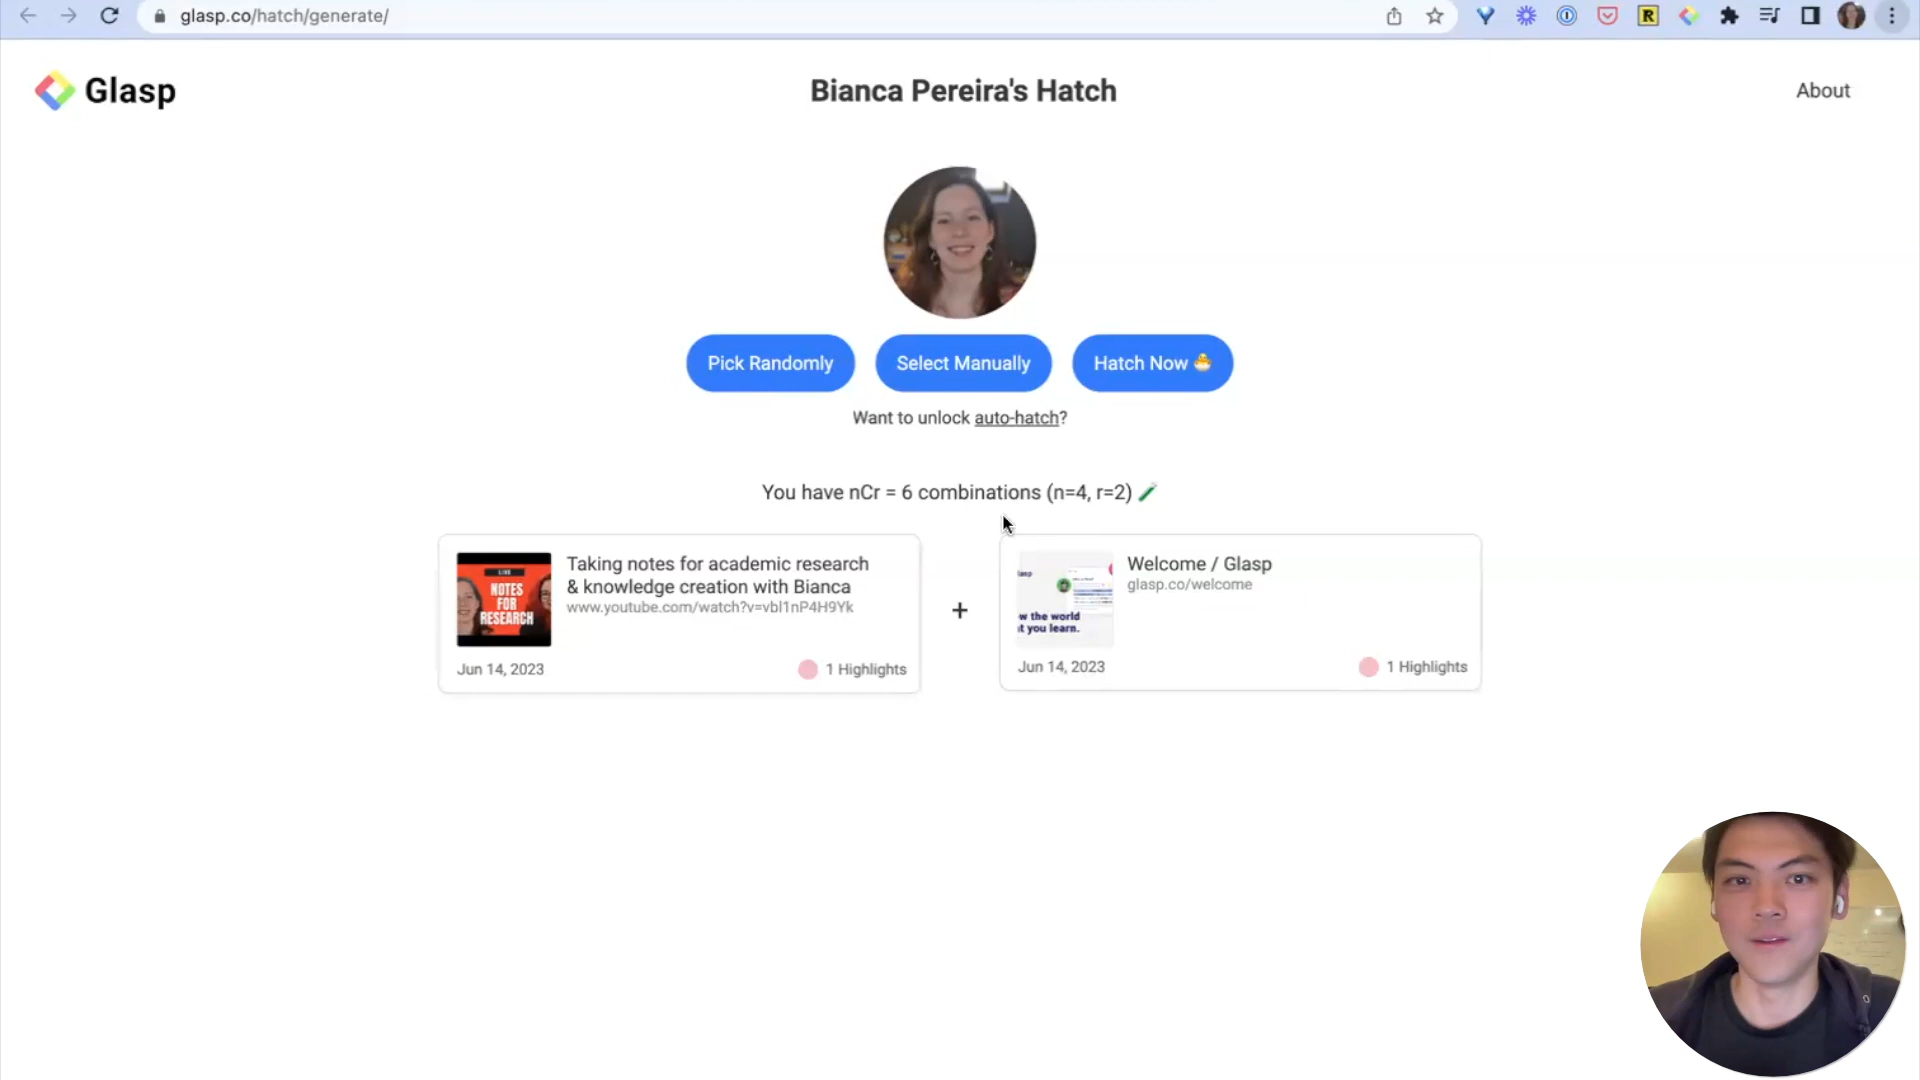 glasp.co/hatch/generate/
Glasp
Bianca Pereira's Hatch
About
Pick Randomly
Select Manually
Hatch Now
Want to unlock auto-hatch?
You have nCr = 6 combinations (n=4, r=2)
LIVE
NOTES
FOR
RESEARCH
Taking notes for academic research
& knowledge creation with Bianca
www.youtube.com/watch?v=vbl1nP4H9Yk
Jun 14, 2023
1 Highlights
+
w the world
t you learn.
Welcome / Glasp
glasp.co/welcome
Jun 14, 2023
1 Highlights